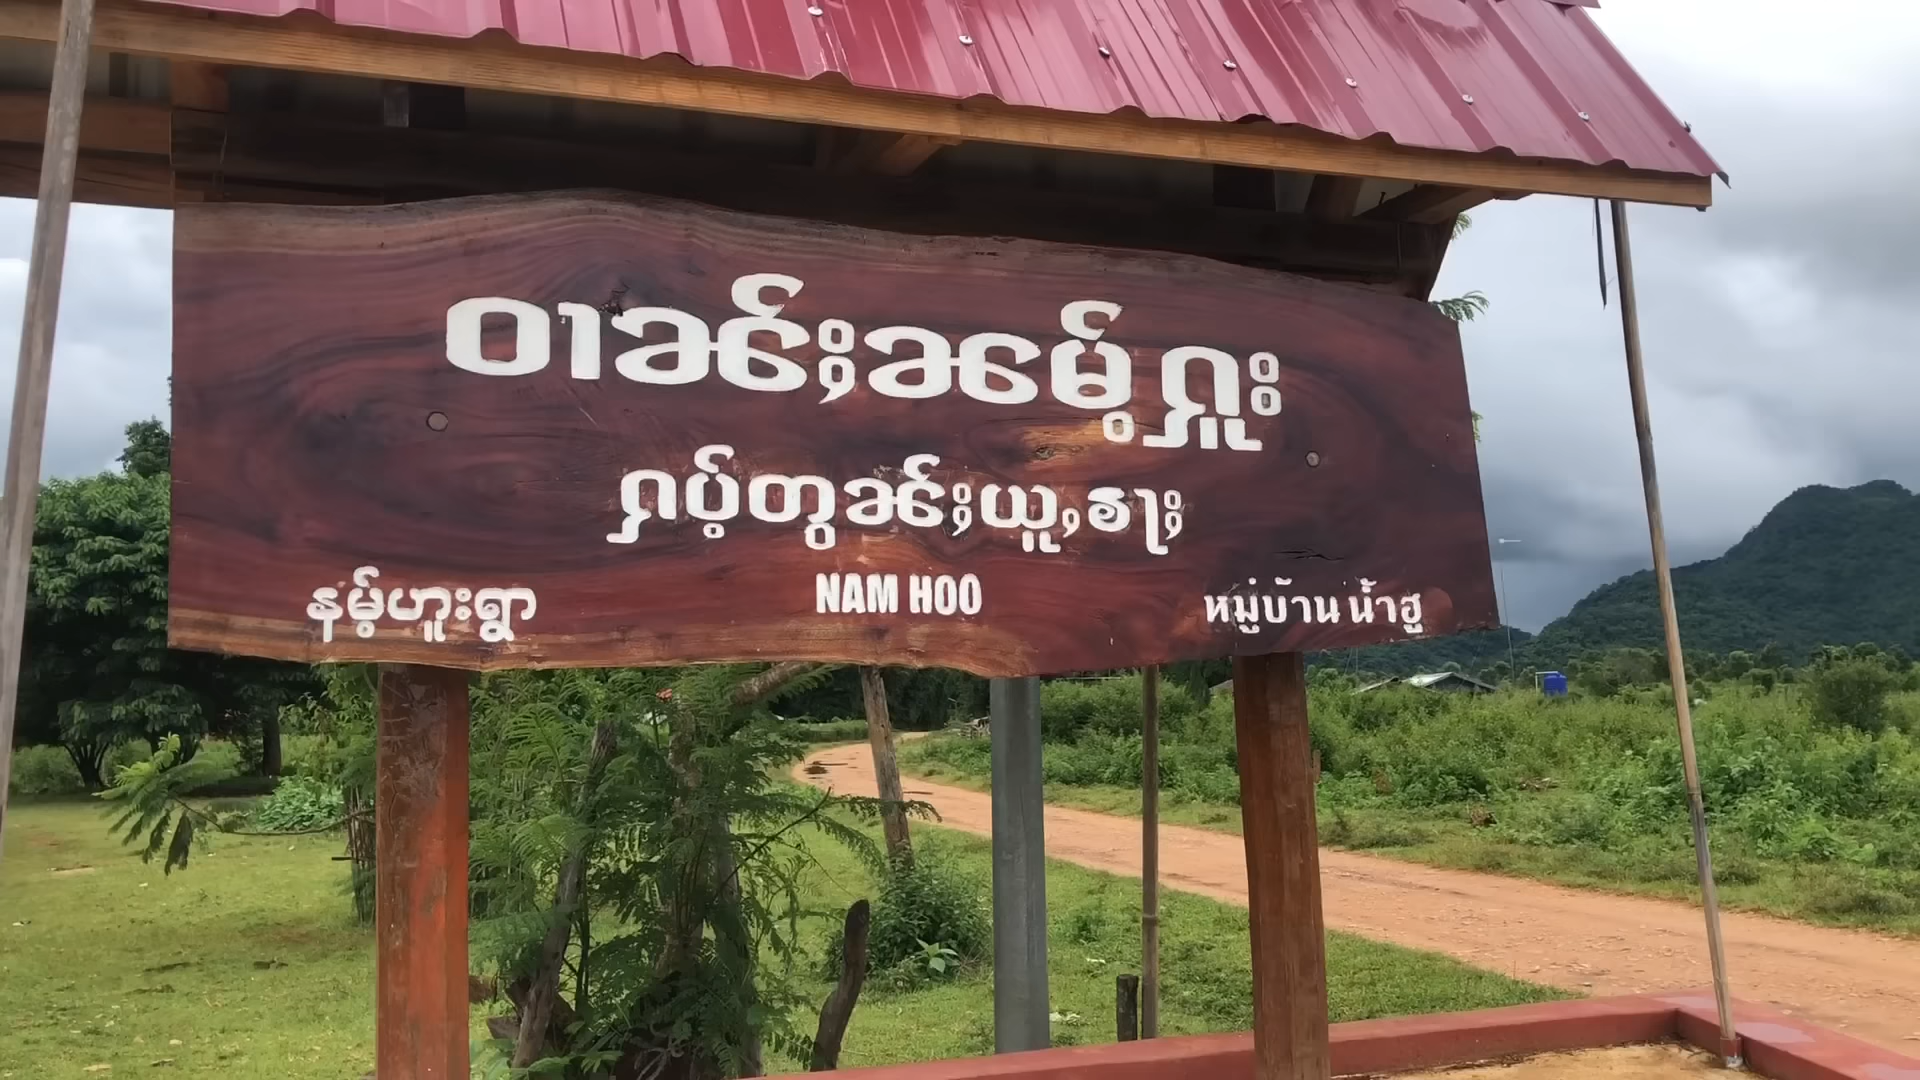 ဝၢၼ်ႈၼမ့်ႁူး
ႁပ့်တွၼ်ႈယူႇၶႃႈ
နမ့်ဟူးရွာ
NAM HOO
หมู่บ้าน น้ำฮู